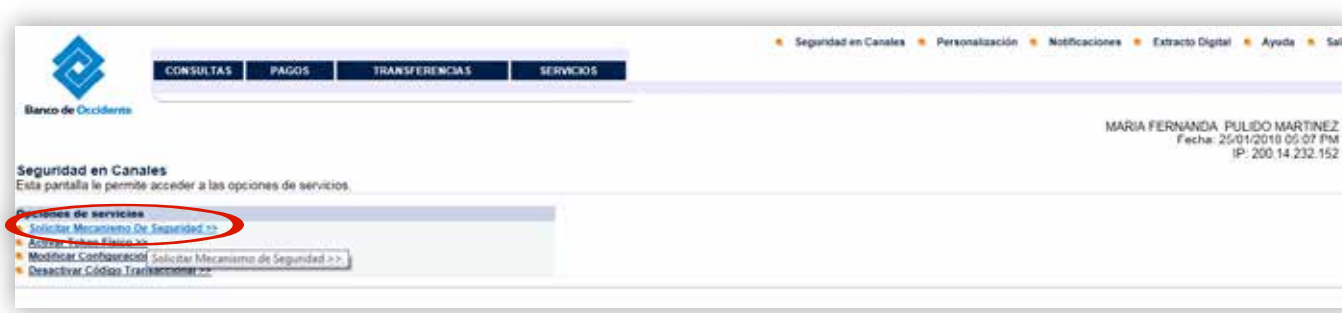 Seguridad en Canales Personalización Notificaciones Extracto Digital Ayuda Sal
CONSULTAS PAGOS TRANSFERENCIAS SERVICIOS
Banco de Occidente
MARIA FERNANDA PULIDO MARTINEZ
Fecha: 25/01/2010 05:07 PM
IP: 200.14.232.152
Seguridad en Canales
Esta pantalla le permite acceder a las opciones de servicios.
Opciones de servicios
Solicitar Mecanismo De Seguridad >>
Activar Token Físico >>
Modificar Configuración
Solicitar Mecanismo de Seguridad >>
Desactivar Código Transaccional >>